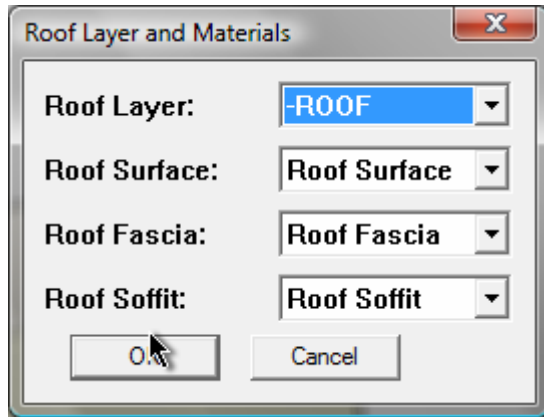 Roof Layer and Materials
Roof Layer: -ROOF
Roof Surface: Roof Surface
Roof Fascia: Roof Fascia
Roof Soffit: Roof Soffit
Cancel